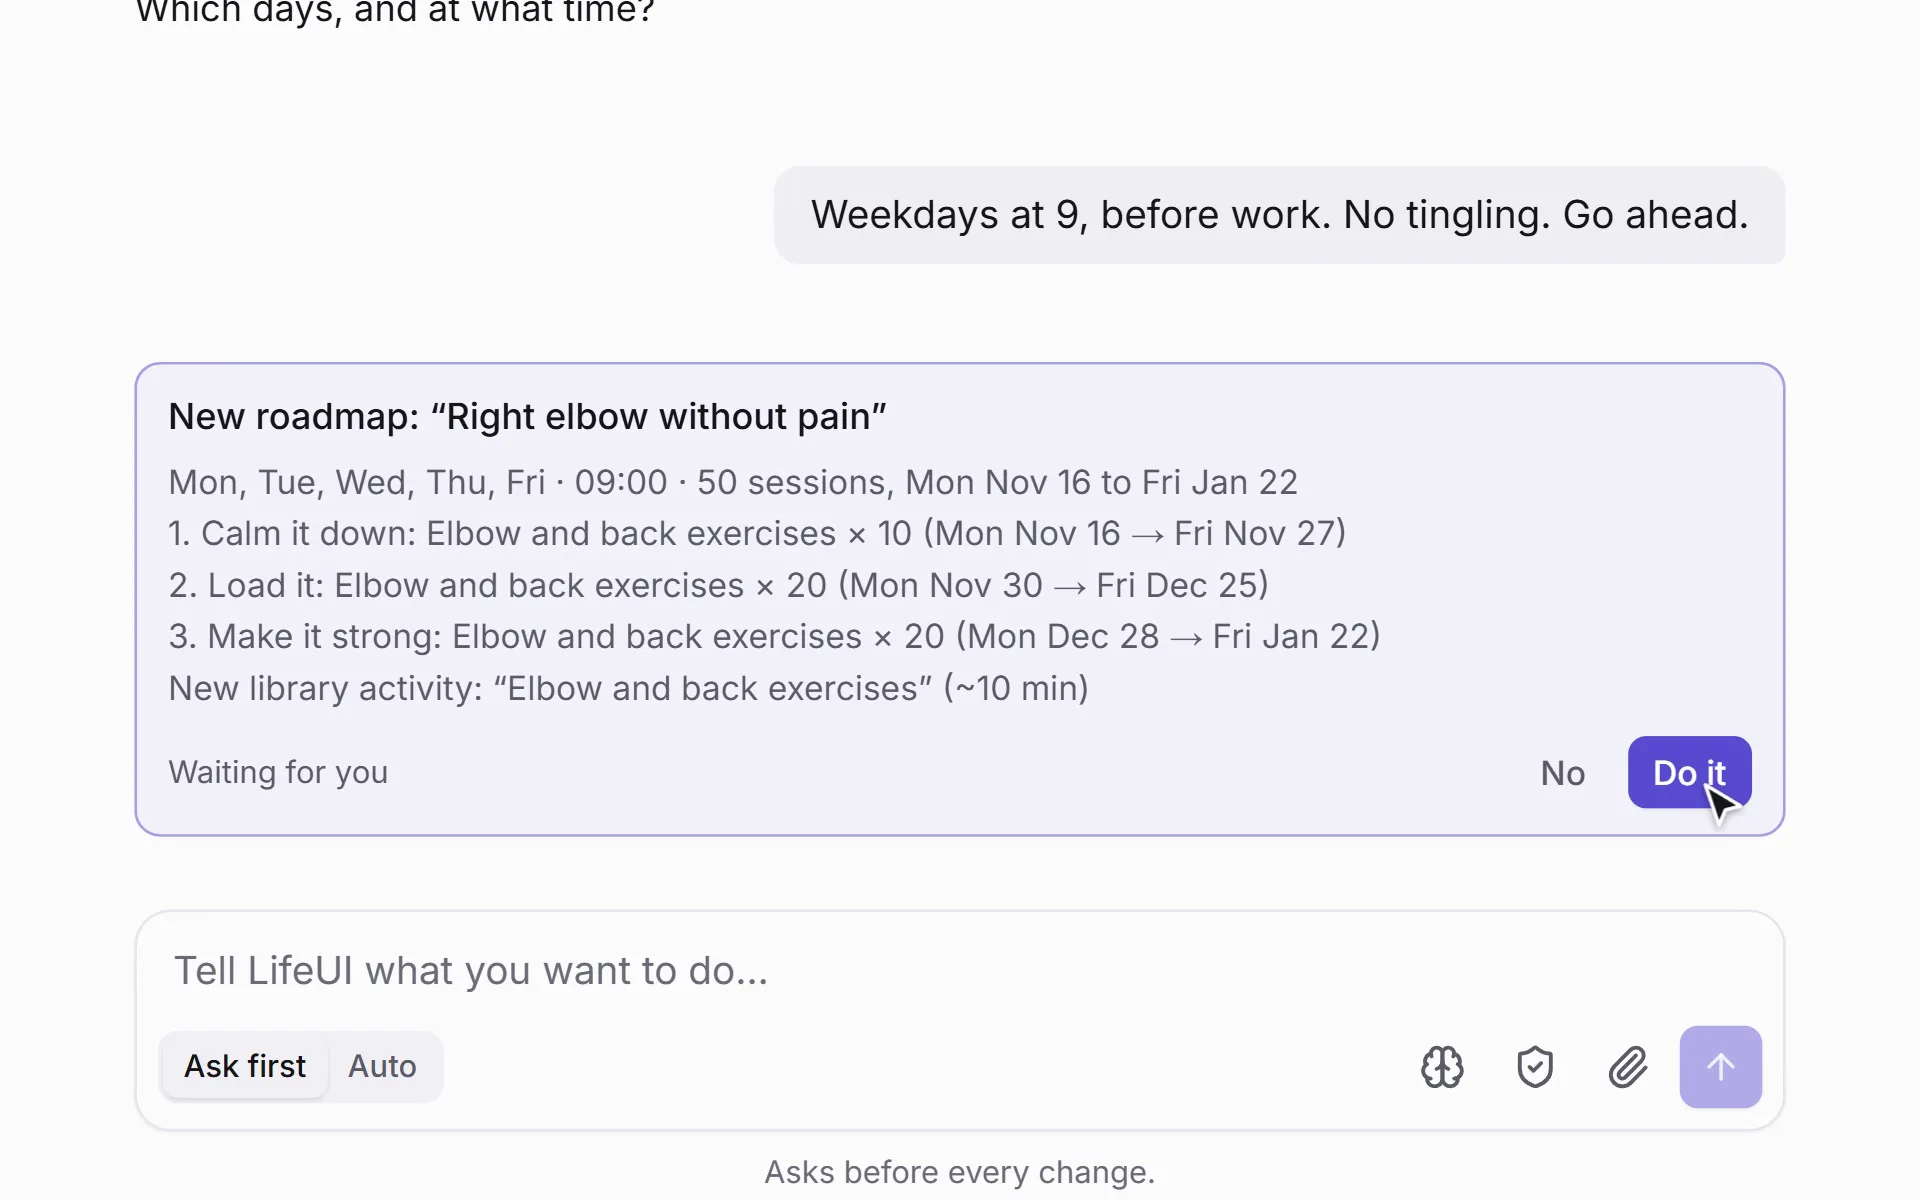 Which days, and at what time?
Weekdays at 9, before work. No tingling. Go ahead.
New roadmap: “Right elbow without pain”
Mon, Tue, Wed, Thu, Fri · 09:00 · 50 sessions, Mon Nov 16 to Fri Jan 22
1. Calm it down: Elbow and back exercises × 10 (Mon Nov 16 → Fri Nov 27)
2. Load it: Elbow and back exercises × 20 (Mon Nov 30 → Fri Dec 25)
3. Make it strong: Elbow and back exercises × 20 (Mon Dec 28 → Fri Jan 22)
New library activity: “Elbow and back exercises” (~10 min)
Waiting for you
No
Do it
Tell LifeUI what you want to do...
Ask first
Auto
Asks before every change.